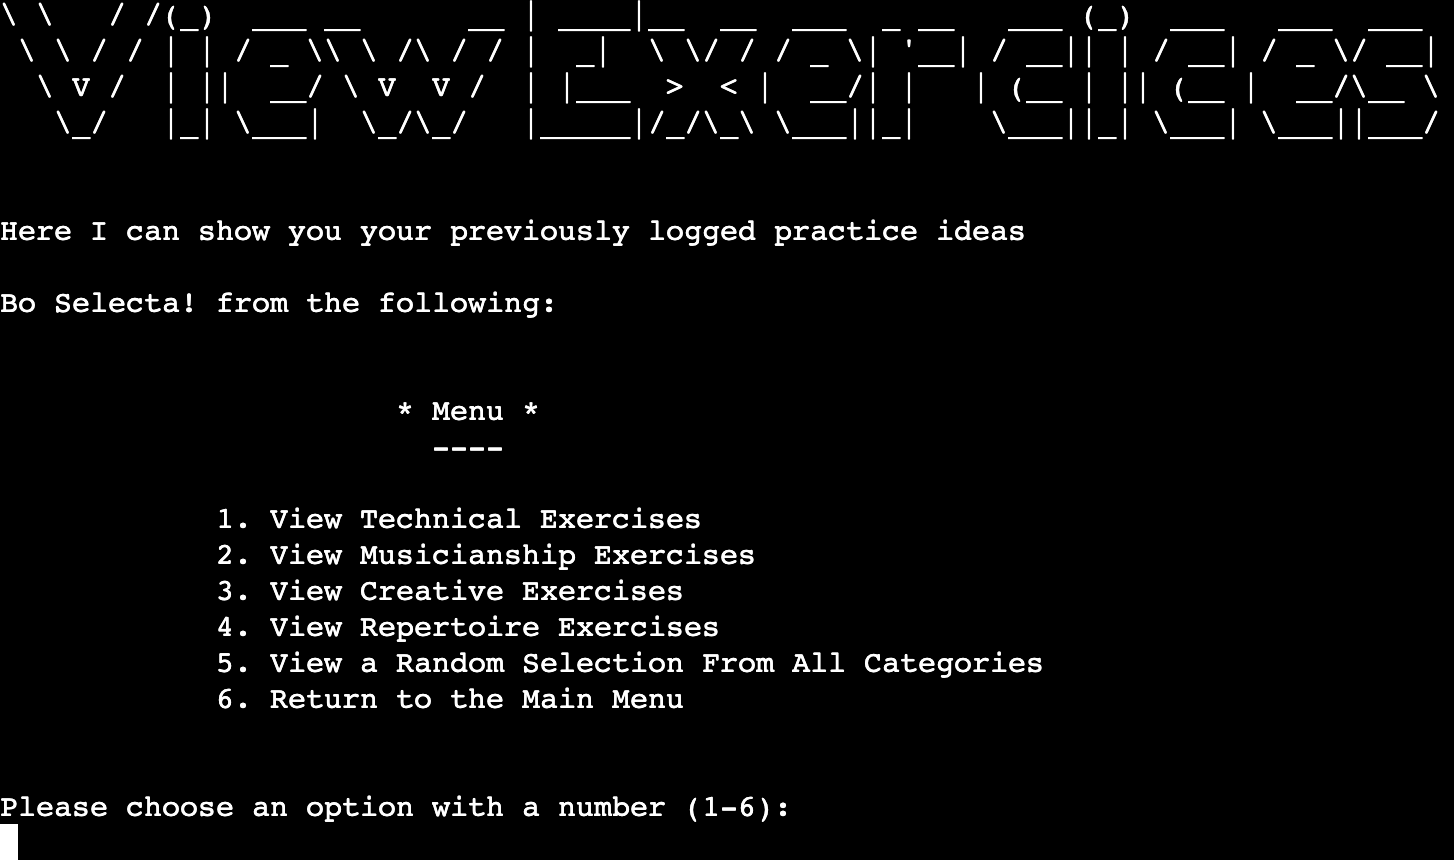 View Exercices
Here I can show you your previously logged practice ideas
Bo Selecta! from the following:
* Menu *
----
1. View Technical Exercises
2. View Musicianship Exercises
3. View Creative Exercises
4. View Repertoire Exercises
5. View a Random Selection From All Categories
6. Return to the Main Menu
Please choose an option with a number (1-6):